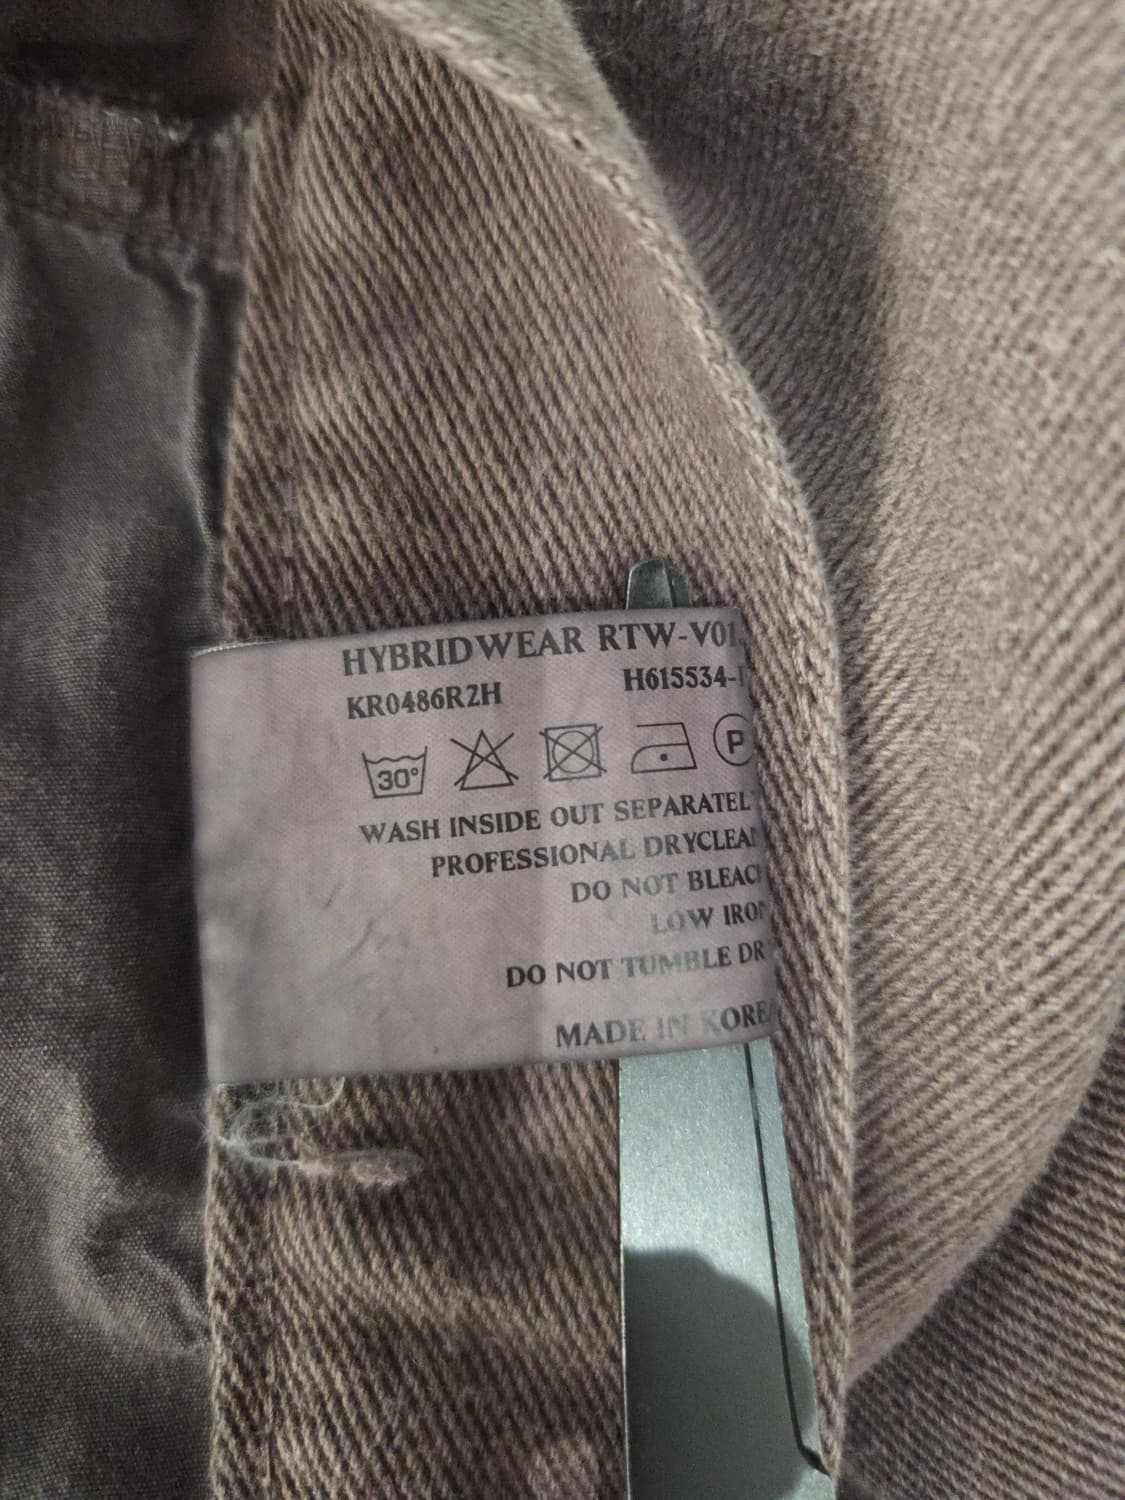 HYBRIDWEAR RTW-V01.
KR0486R2H H615534-
30° P
WASH INSIDE OUT SEPARATEL
PROFESSIONAL DRYCLEAN
DO NOT BLEACH
LOW IRON
DO NOT TUMBLE DR
MADE IN KORE